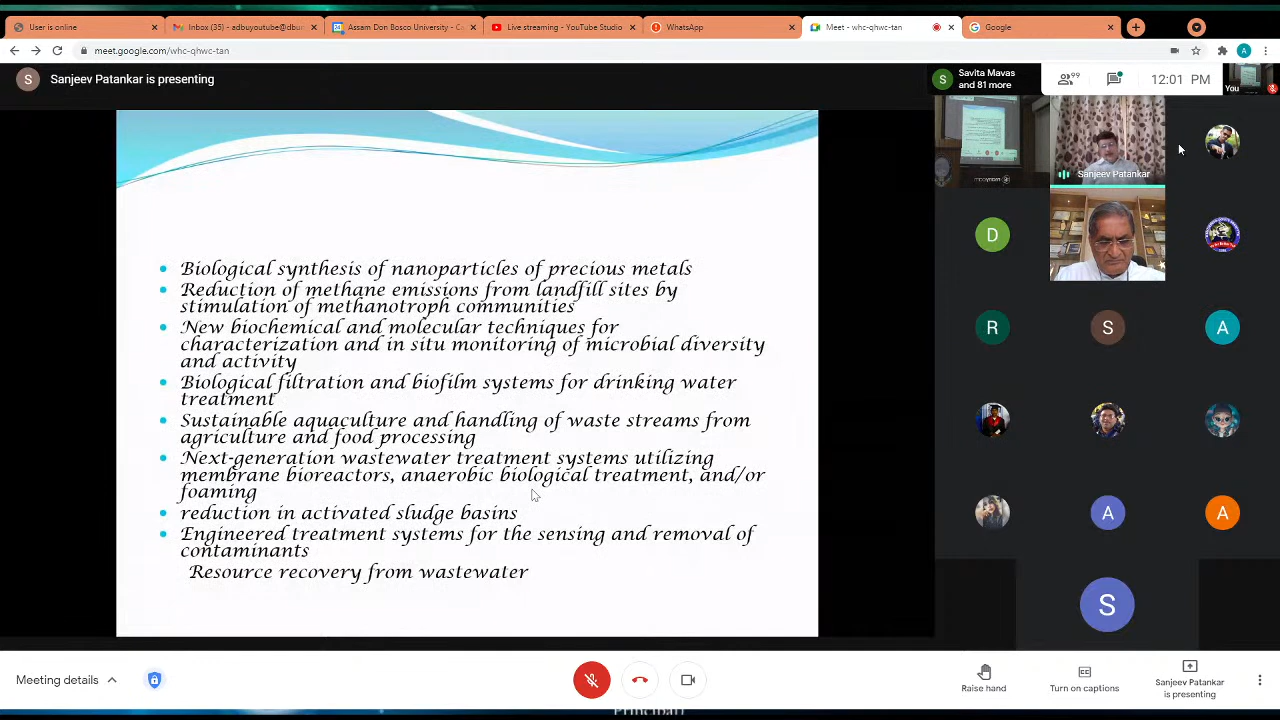 User is online
Inbox (35) - adbuyoutube@dbun
Assam Don Bosco University - Ca
Live streaming - YouTube Studio
WhatsApp
Meet - whc-qhwc-tan
Google
A
meet.google.com/whc-qhwc-tan
S
Sanjeev Patankar is presenting
S
Savita Mavas
and 81 more
99
12:01 PM
You
Sanjeev Patankar
D
R
S
A
A
A
S
Biological synthesis of nanoparticles of precious metals
Reduction of methane emissions from landfill sites by
stimulation of methanotroph communities
New biochemical and molecular techniques for
characterization and in situ monitoring of microbial diversity
and activity
Biological filtration and biofilm systems for drinking water
treatment
Sustainable aquaculture and handling of waste streams from
agriculture and food processing
Next-generation wastewater treatment systems utilizing
membrane bioreactors, anaerobic biological treatment, and/or
foaming
reduction in activated sludge basins
Engineered treatment systems for the sensing and removal of
contaminants
Resource recovery from wastewater
Meeting details
Raise hand
Turn on captions
Sanjeev Patankar
is presenting